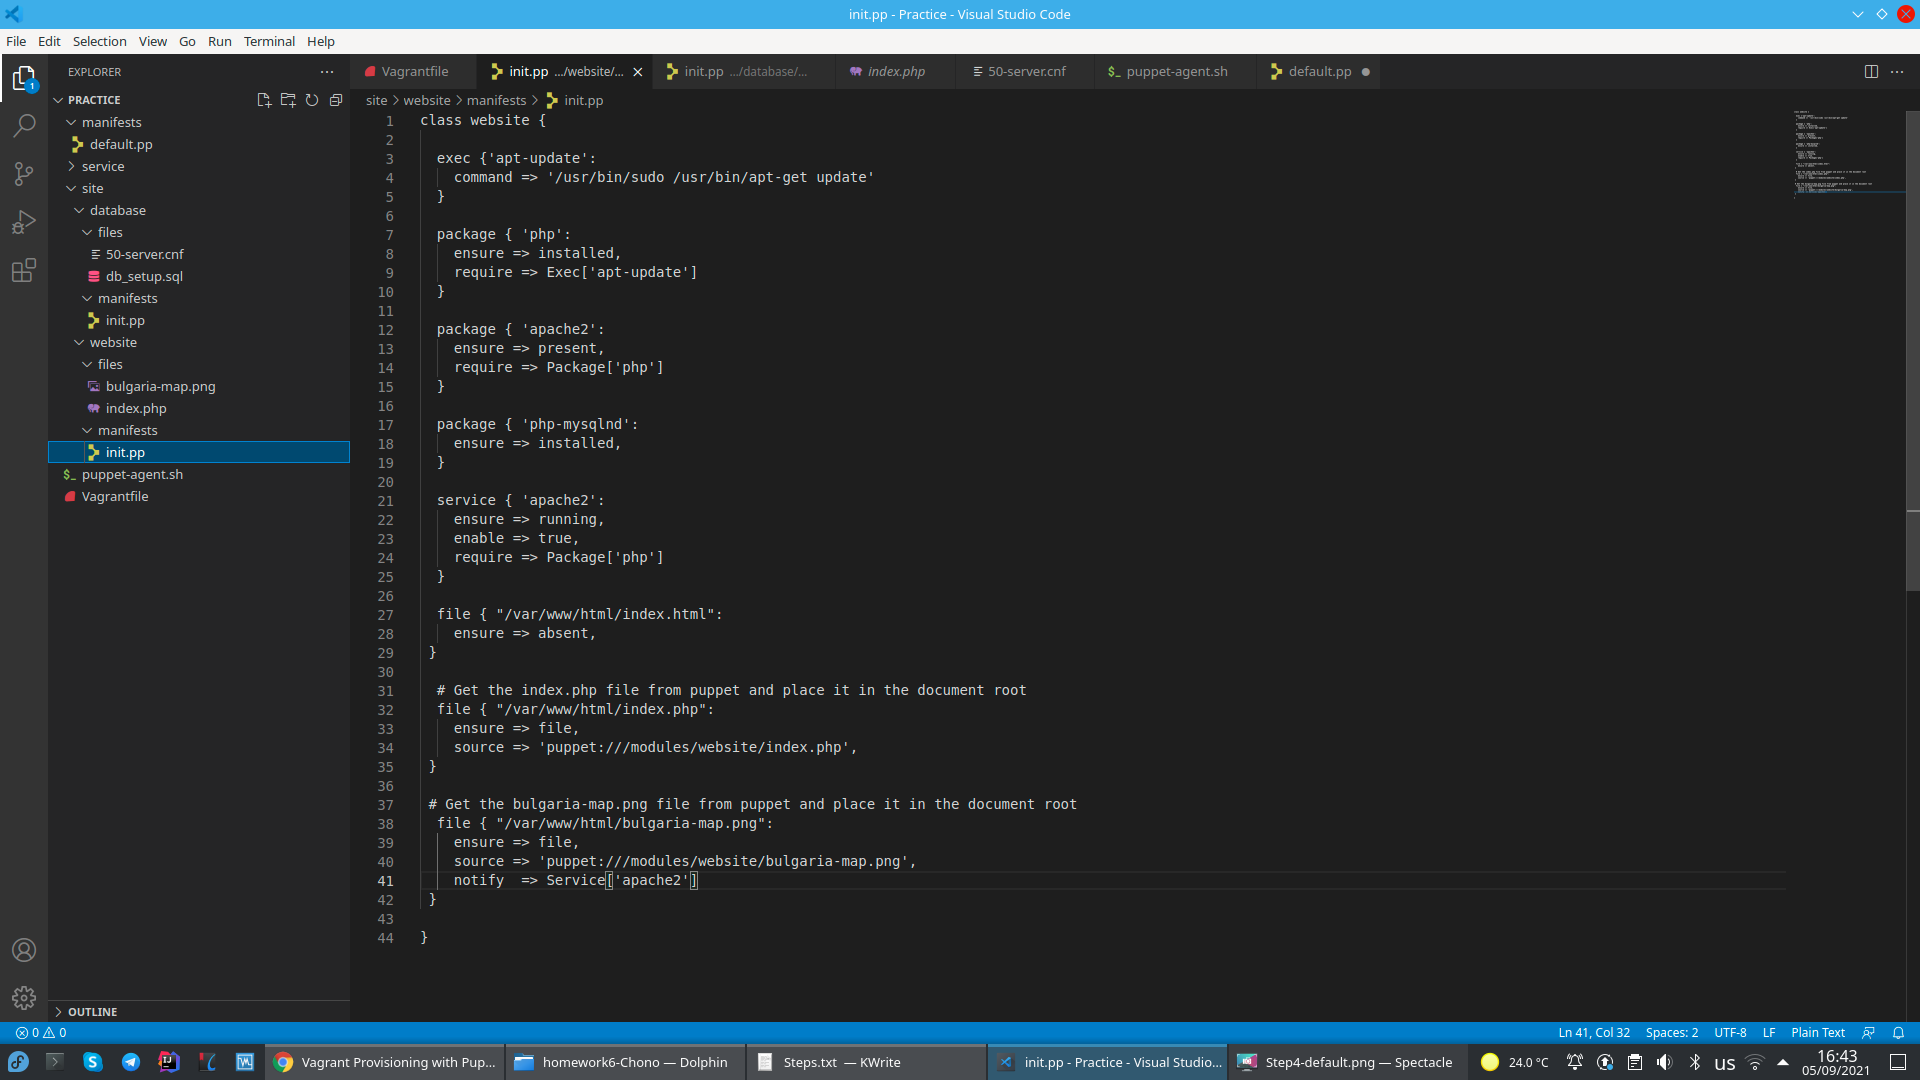 init.pp - Practice - Visual Studio Code
File Edit Selection View Go Run Terminal Help
EXPLORER
Vagrantfile
init.pp .../website/...
init.pp .../database/...
index.php
50-server.cnf
puppet-agent.sh
default.pp
PRACTICE
site > website > manifests > init.pp
manifests
default.pp
service
site
database
files
50-server.cnf
db_setup.sql
manifests
init.pp
website
files
bulgaria-map.png
index.php
manifests
init.pp
puppet-agent.sh
Vagrantfile
OUTLINE
1 class website {
2
3 exec {'apt-update':
4 command => '/usr/bin/sudo /usr/bin/apt-get update'
5 }
6
7 package { 'php':
8 ensure => installed,
9 require => Exec['apt-update']
10 }
11
12 package { 'apache2':
13 ensure => present,
14 require => Package['php']
15 }
16
17 package { 'php-mysqlnd':
18 ensure => installed,
19 }
20
21 service { 'apache2':
22 ensure => running,
23 enable => true,
24 require => Package['php']
25 }
26
27 file { "/var/www/html/index.html":
28 ensure => absent,
29 }
30
31 # Get the index.php file from puppet and place it in the document root
32 file { "/var/www/html/index.php":
33 ensure => file,
34 source => 'puppet:///modules/website/index.php',
35 }
36
37 # Get the bulgaria-map.png file from puppet and place it in the document root
38 file { "/var/www/html/bulgaria-map.png":
39 ensure => file,
40 source => 'puppet:///modules/website/bulgaria-map.png',
41 notify => Service['apache2']
42 }
43
44 }
0 0
Ln 41, Col 32 Spaces: 2 UTF-8 LF Plain Text
Vagrant Provisioning with Pup...
homework6-Chono — Dolphin
Steps.txt — KWrite
init.pp - Practice - Visual Studio...
Step4-default.png — Spectacle
24.0 °C
us
16:43
05/09/2021